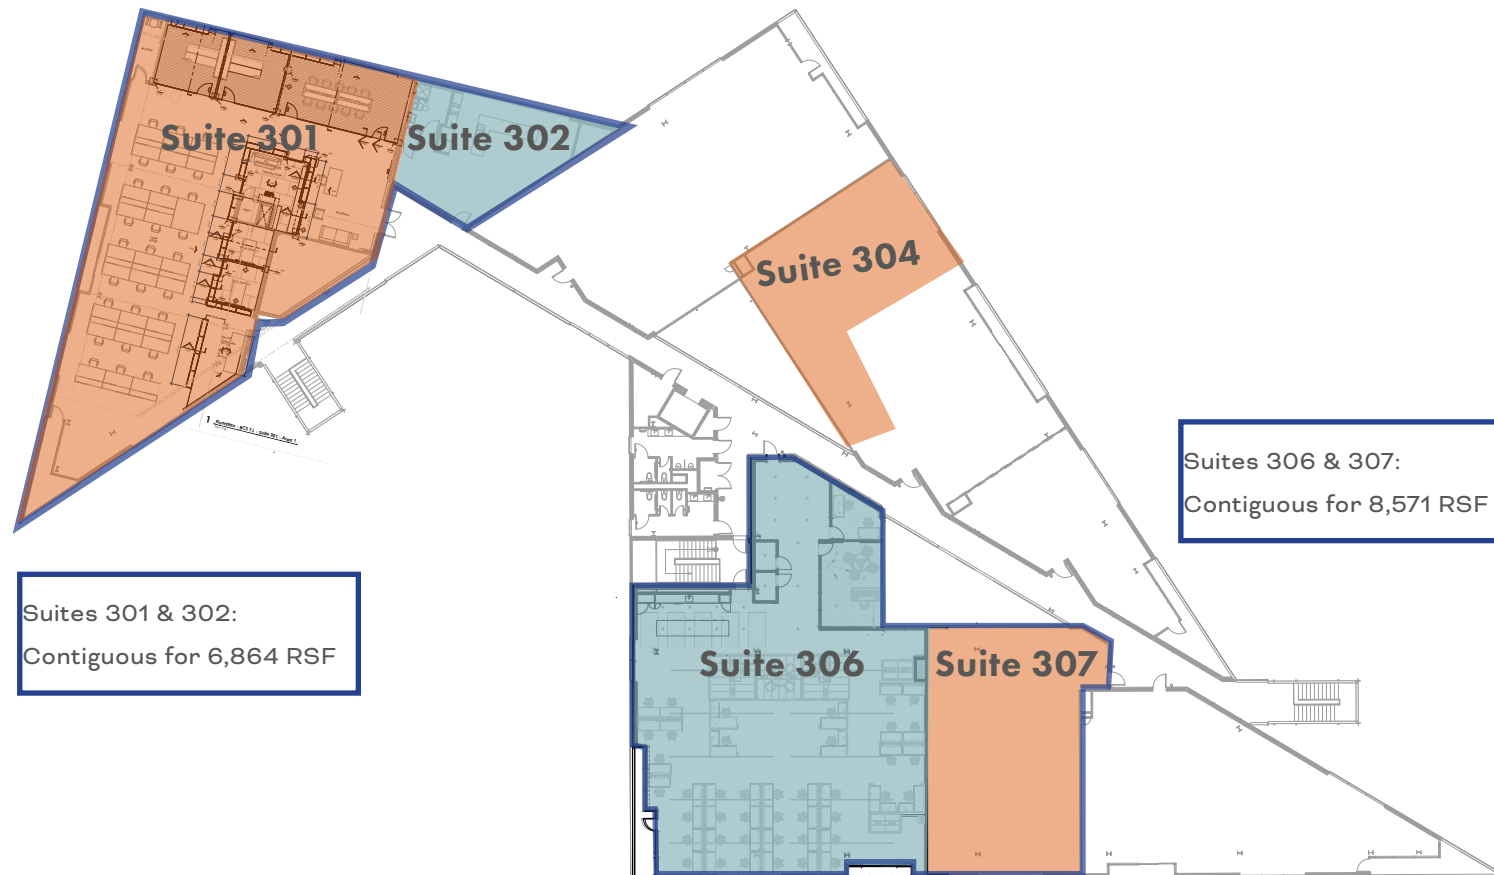 Suite 301
Suite 302
Suite 304
Suites 306 & 307:
Contiguous for 8,571 RSF
Suites 301 & 302:
Contiguous for 6,864 RSF
Suite 306
Suite 307